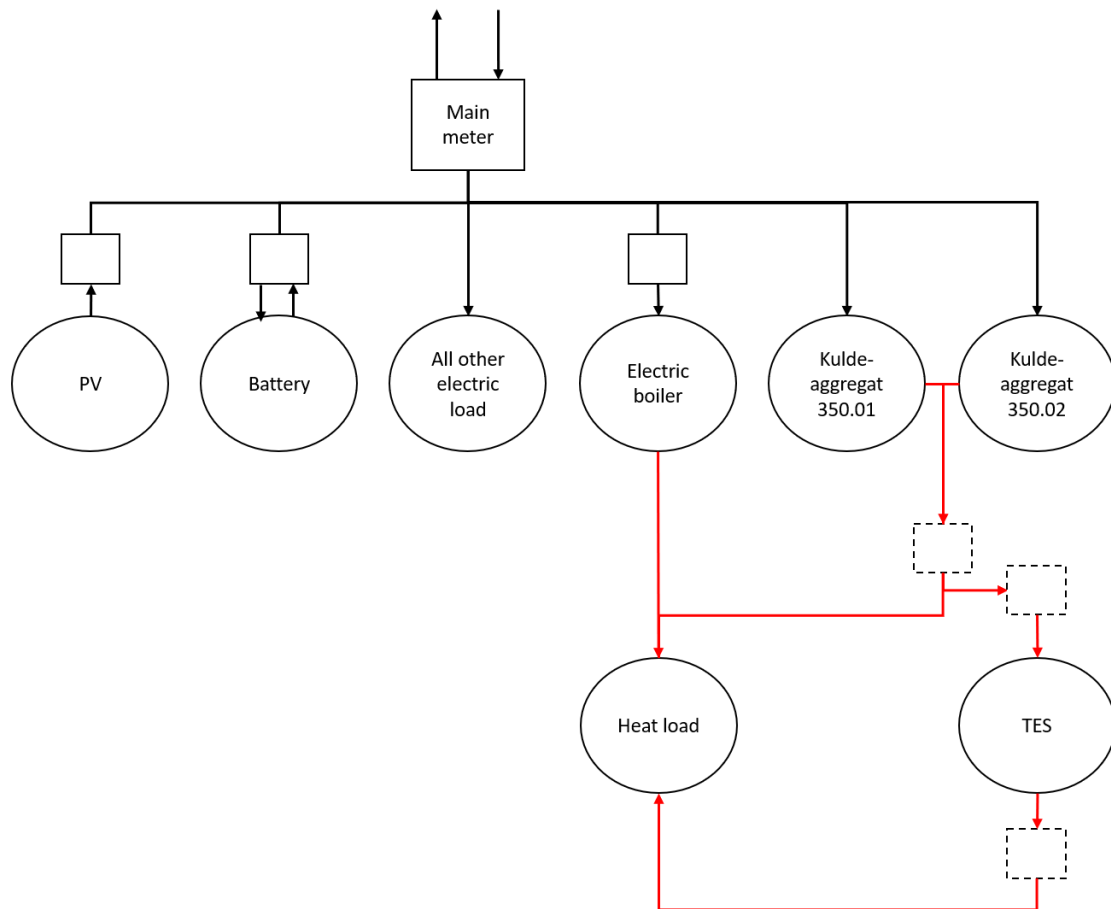 Main
meter
PV
Battery
All other
electric
load
Electric
boiler
Kulde-
aggregat
350.01
Kulde-
aggregat
350.02
Heat load
TES